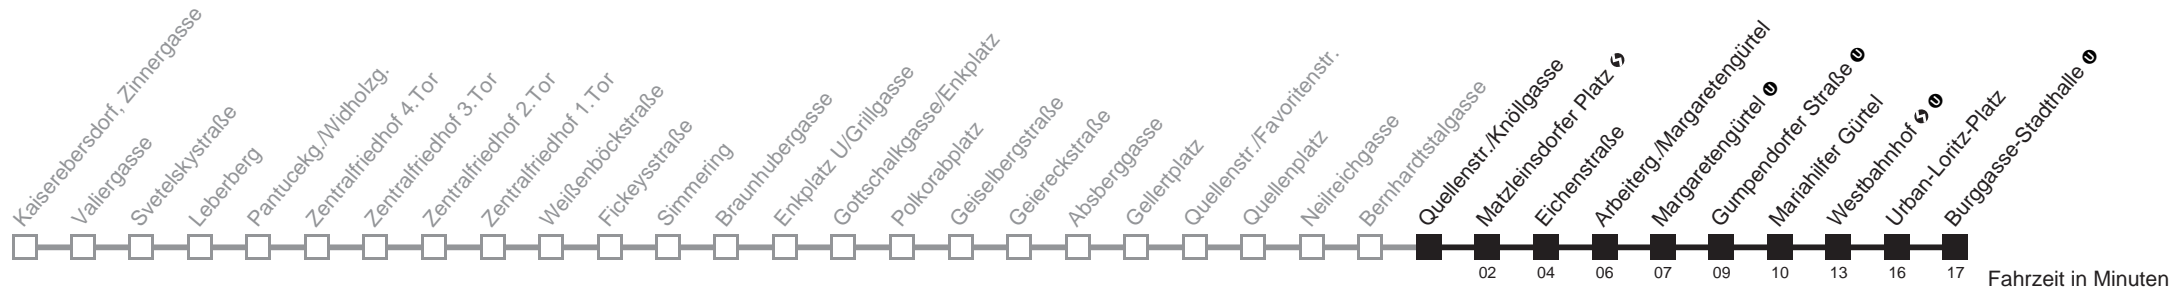 Kaiserebersdorf, Zinnergasse
Valiergasse
Svetelskystraße
Leberberg
Pantucekg./Widholzg.
Zentralfriedhof 4.Tor
Zentralfriedhof 3.Tor
Zentralfriedhof 2.Tor
Zentralfriedhof 1.Tor
Weißenböckstraße
Fickeysstraße
Simmering
Braunhubergasse
Enkplatz U/Grillgasse
Gottschalkgasse/Enkplatz
Polkorabplatz
Geiselbergstraße
Geiereckstraße
Absberggasse
Gellertplatz
Quellenstr./Favoritenstr.
Quellenplatz
Neilreichgasse
Bernhardtstalgasse
Quellenstr./Knöllgasse
Matzleinsdorfer Platz S
Eichenstraße
Arbeiterg./Margaretengürtel
Margaretengürtel U
Gumpendorfer Straße U
Mariahilfer Gürtel
Westbahnhof S U
Urban-Loritz-Platz
Burggasse-Stadthalle U
02 04 06 07 09 10 13 16 17
Fahrzeit in Minuten